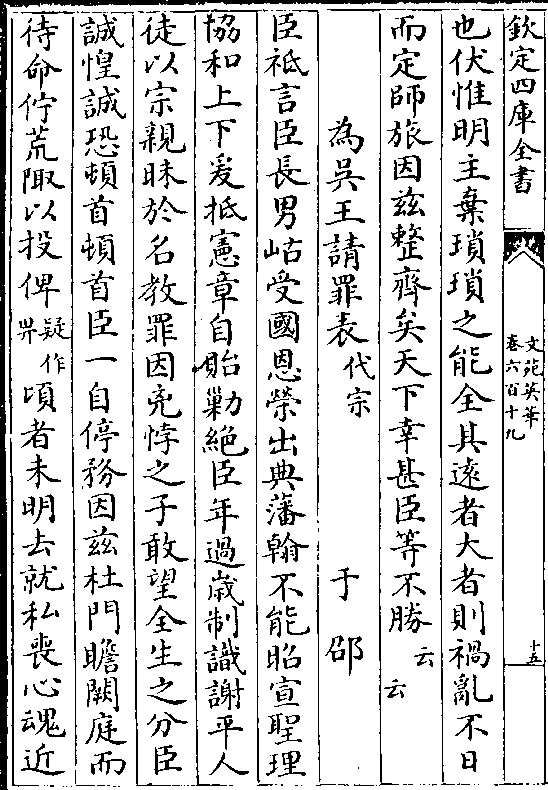 欽定四庫全書
文苑英華
卷六百十九
十五
也伏惟明主棄瑣瑣之能全其遠者大者則禍亂不日
而定師旅因兹整齊矣天下幸甚臣等不勝云云
為吳王請罪表代宗 于邵
臣祗言臣長男岵受國恩榮出典藩翰不能昭宣聖理
協和上下爰抵憲章自貽勦絶臣年過歳制識謝平人
徒以宗親昧於名教罪因兇悖之子敢望全生之分臣
誠惶誠恐頓首頓首臣一自停務因兹杜門瞻闕庭而
待命佇荒陬以投俾疑作畀頃者未明去就私喪心魂近